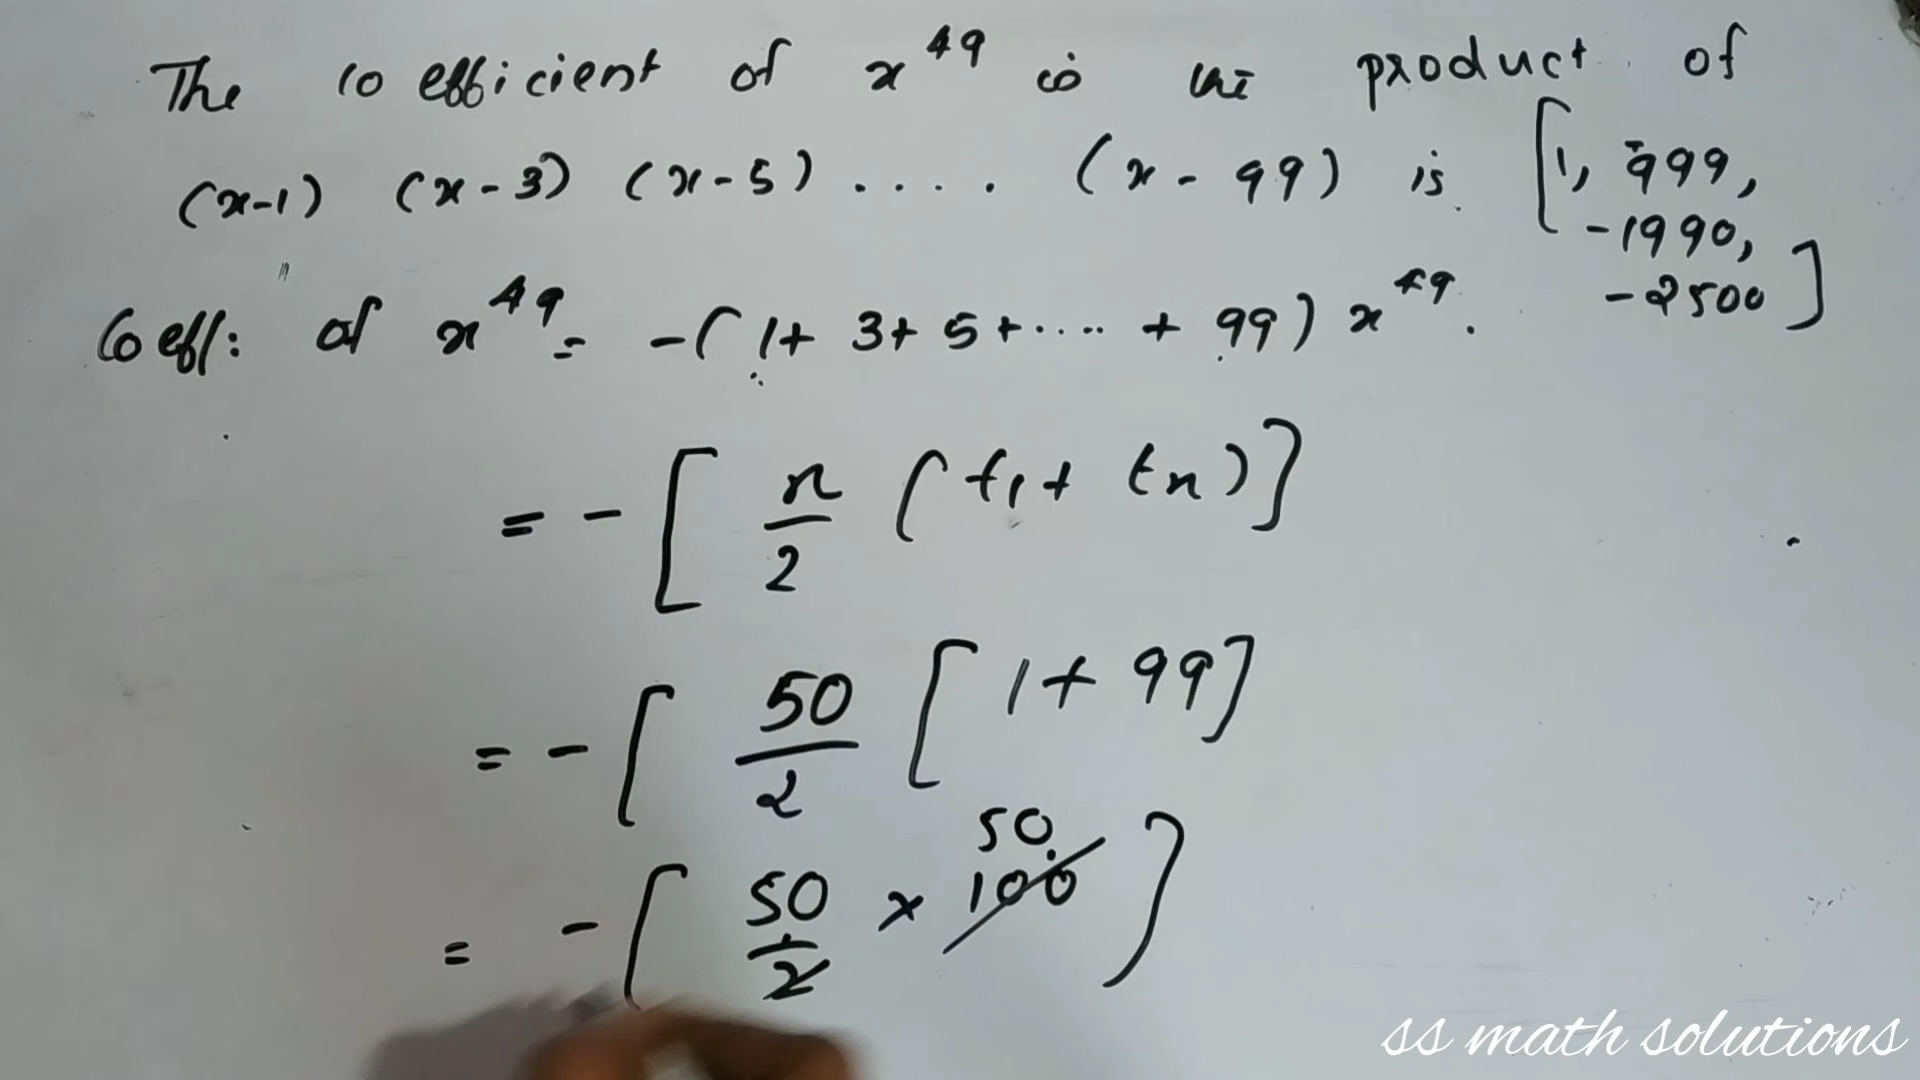 The coefficient of x^49 in the product of
(x-1) (x-3) (x-5) .... (x-99) is [1, -999,
-1990,
-2500]
Coeff: of x^49 = -(1+3+5+.....+99) x^49.
= -[n/2 (t1+tn)]
= -[50/2 [1+99]
50
= -[50/2 × 100]
ss math solutions